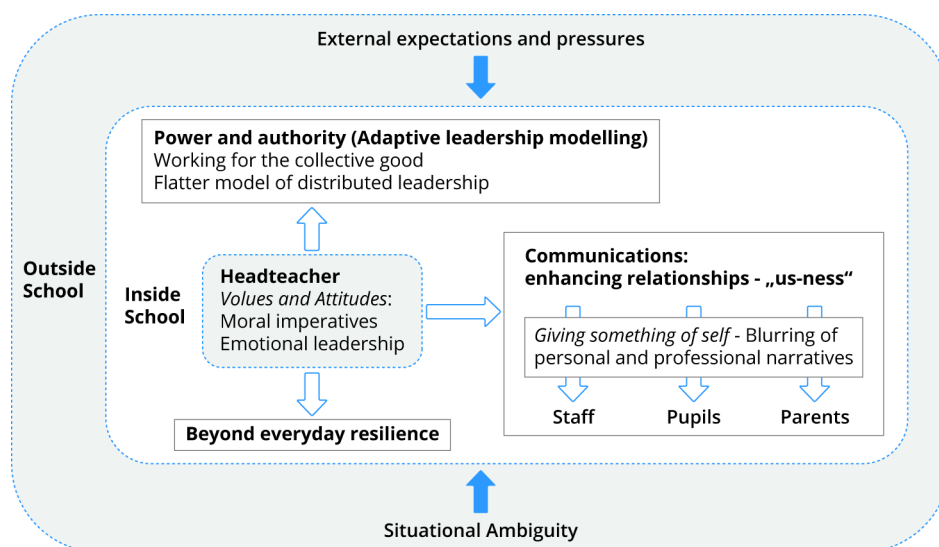 External expectations and pressures
Power and authority (Adaptive leadership modelling)
Working for the collective good
Flatter model of distributed leadership
Outside
School
Inside
School
Headteacher
Volues and Attitudes:
Moral imperatives
Emotional leadership
Communications:
enhancing relationships - „us-ness“
Giving something of self - Blurring of
personal and professional narratives
Staff
Pupils
Parents
Beyond everyday resilience
Situational Ambiguity